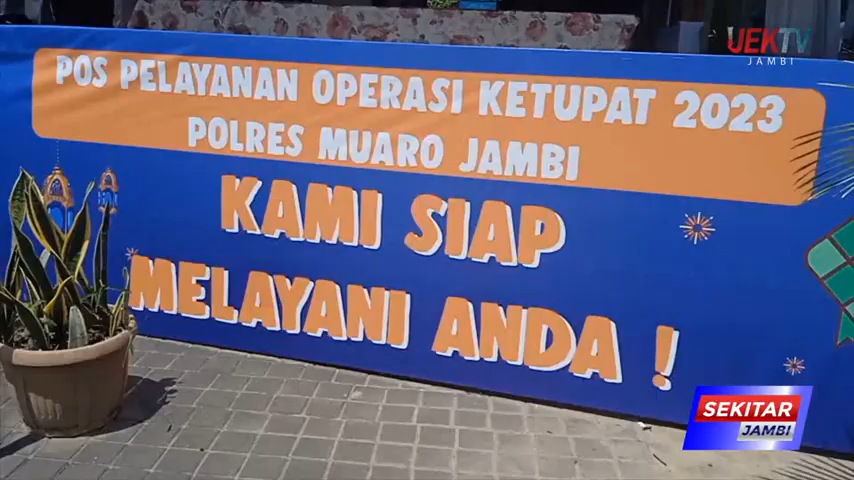 UEKTV
JAMBI
POS PELAYANAN OPERASI KETUPAT 2023
POLRES MUARO JAMBI
KAMI SIAP
MELAYANI ANDA !
SEKITAR
JAMBI